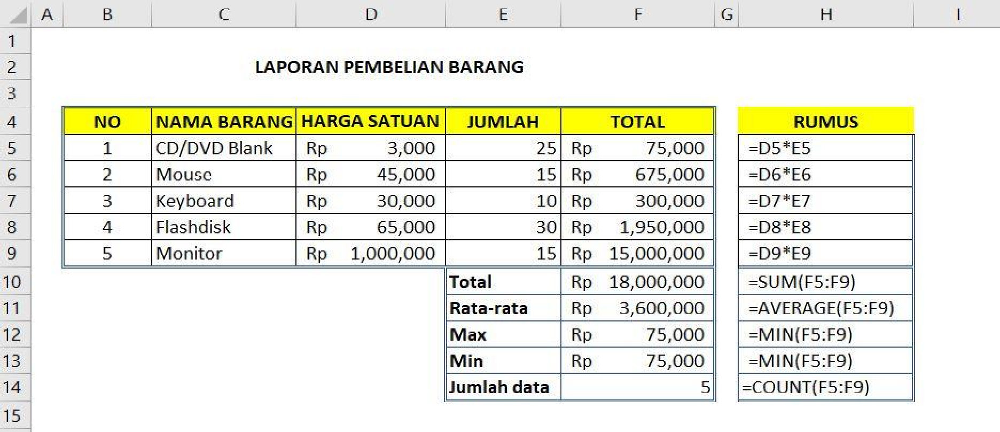 A B C D E F G H I
1
2 LAPORAN PEMBELIAN BARANG
3
4 NO NAMA BARANG HARGA SATUAN JUMLAH TOTAL RUMUS
5 1 CD/DVD Blank Rp 3,000 25 Rp 75,000 =D5*E5
6 2 Mouse Rp 45,000 15 Rp 675,000 =D6*E6
7 3 Keyboard Rp 30,000 10 Rp 300,000 =D7*E7
8 4 Flashdisk Rp 65,000 30 Rp 1,950,000 =D8*E8
9 5 Monitor Rp 1,000,000 15 Rp 15,000,000 =D9*E9
10 Total Rp 18,000,000 =SUM(F5:F9)
11 Rata-rata Rp 3,600,000 =AVERAGE(F5:F9)
12 Max Rp 75,000 =MIN(F5:F9)
13 Min Rp 75,000 =MIN(F5:F9)
14 Jumlah data 5 =COUNT(F5:F9)
15